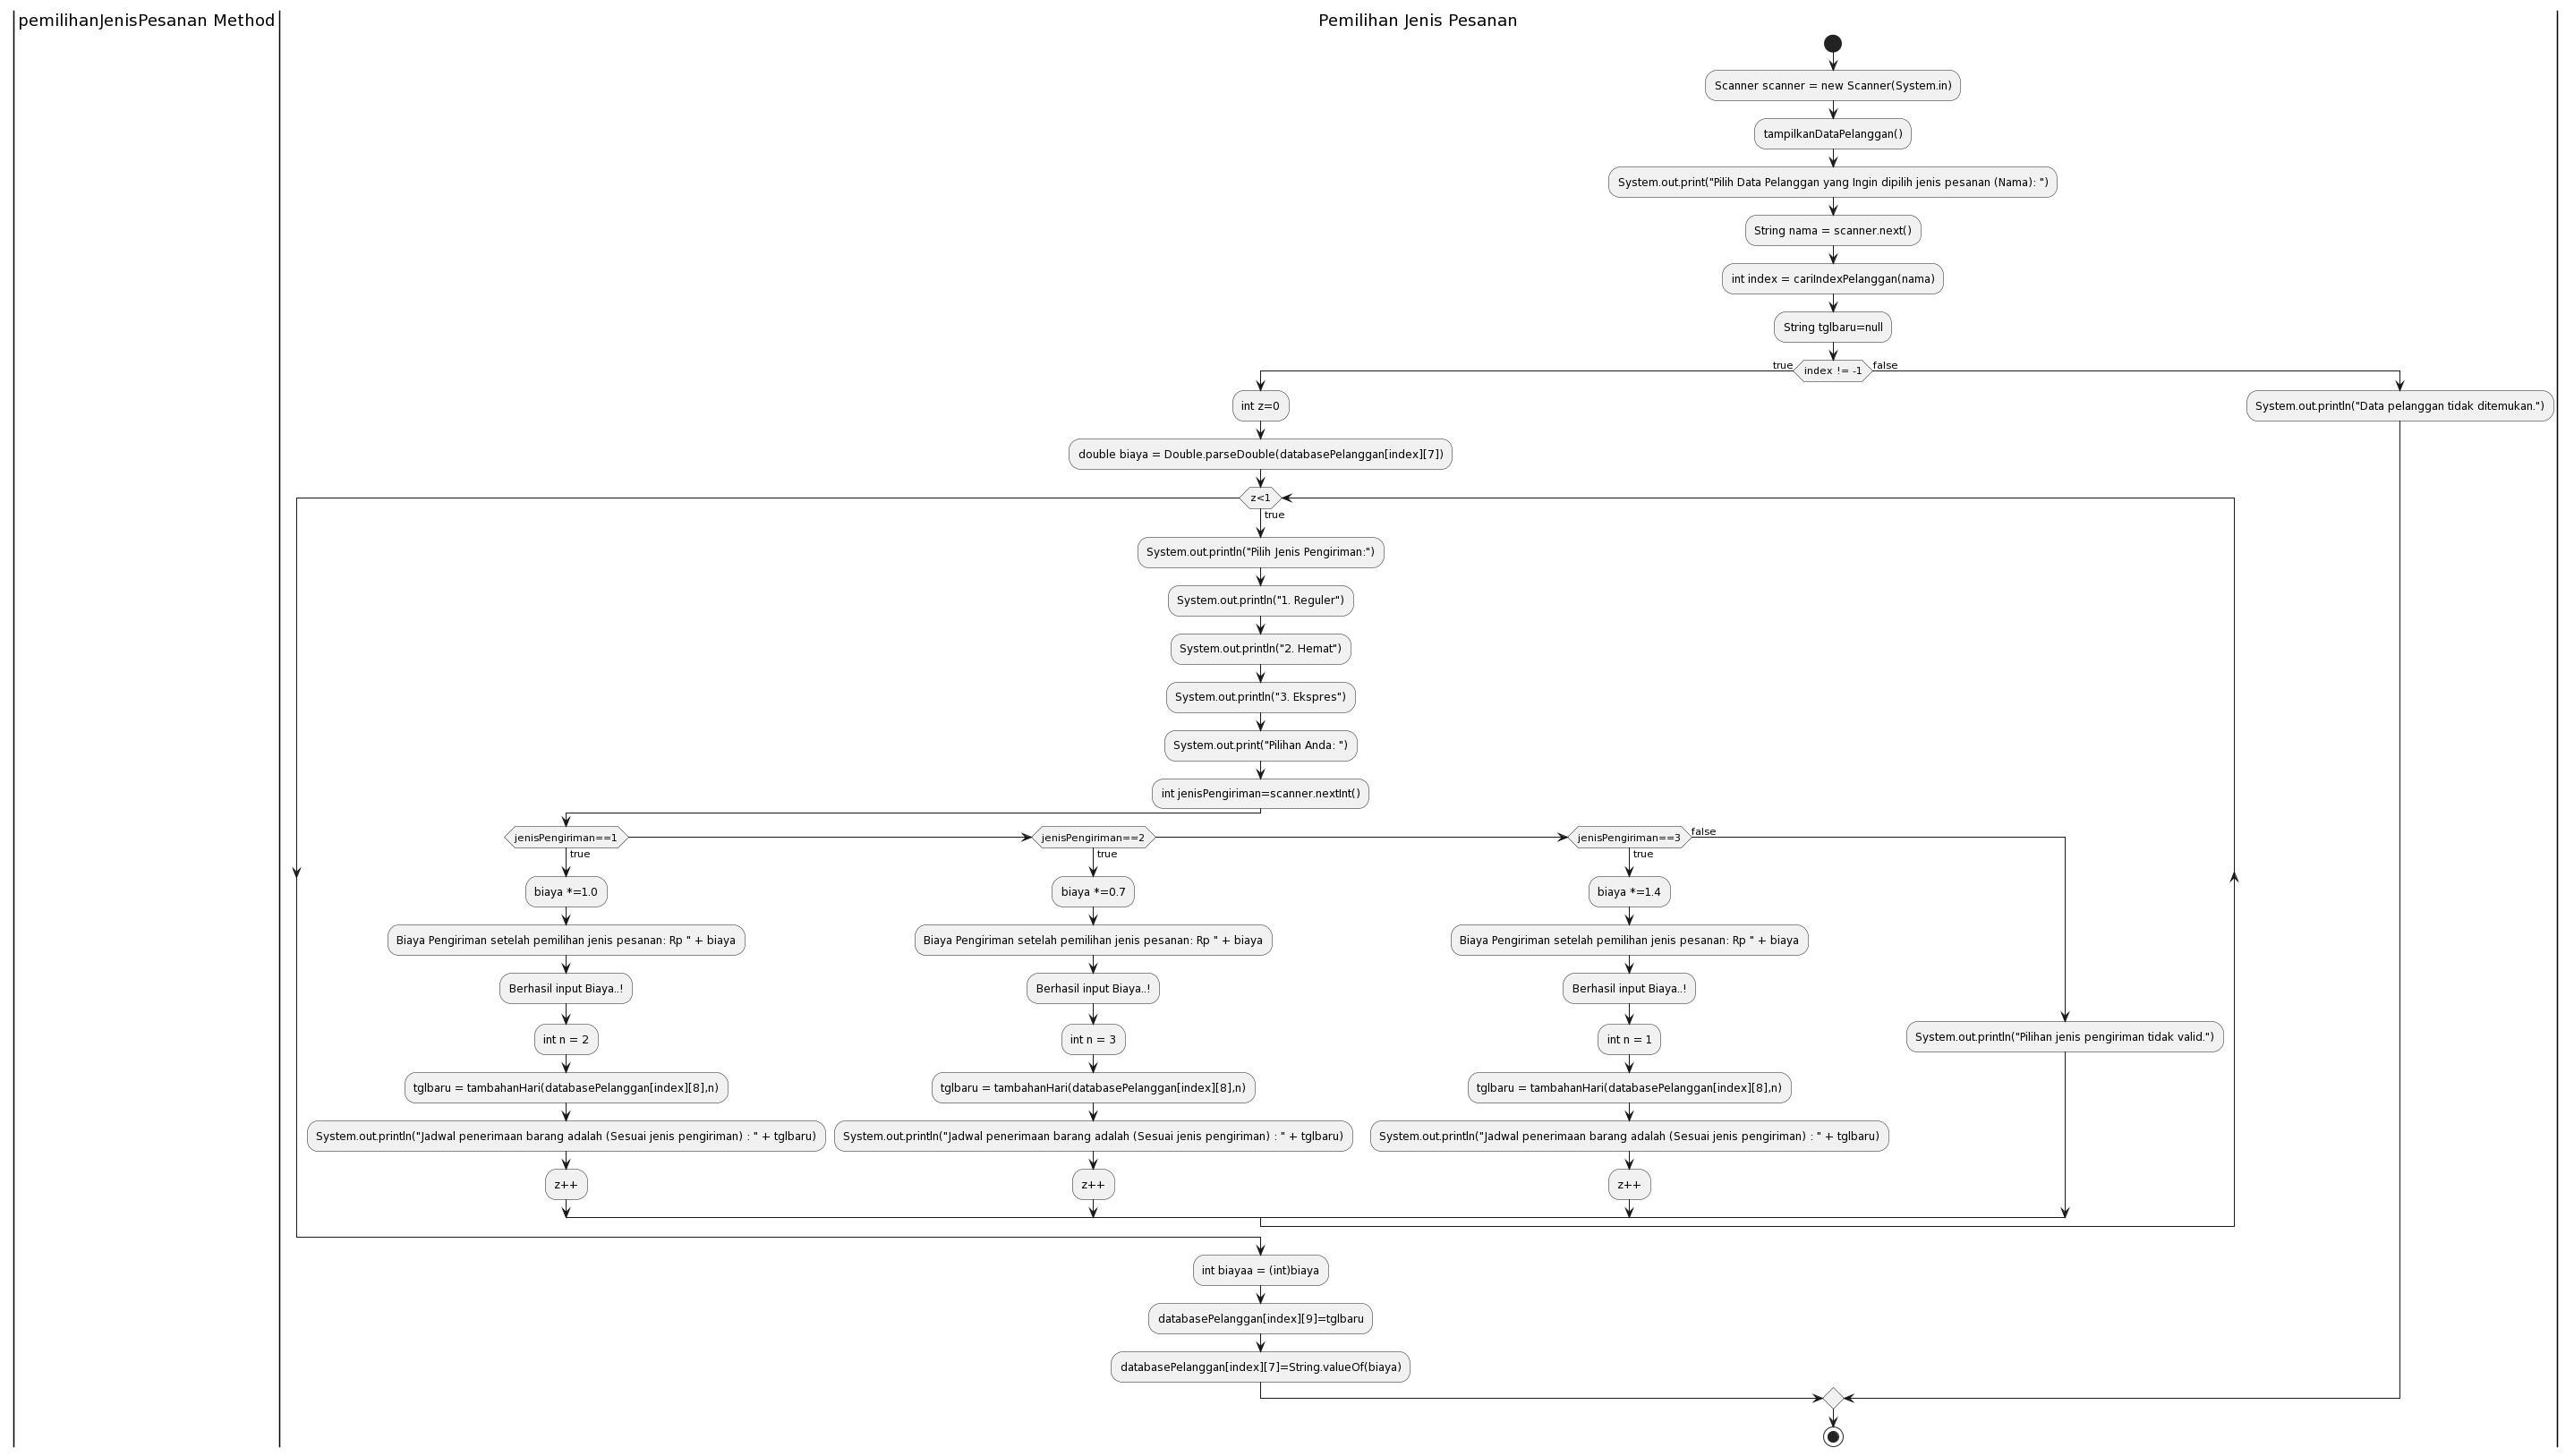 pemilihanJenisPesanan Method
Pemilihan Jenis Pesanan
Scanner scanner = new Scanner(System.in)
tampilkanDataPelanggan()
System.out.print("Pilih Data Pelanggan yang Ingin dipilih jenis pesanan (Nama): ")
String nama = scanner.next()
int index = cariIndexPelanggan(nama)
String tglbaru=null
true
index != -1
false
int z=0
System.out.println("Data pelanggan tidak ditemukan.")
double biaya = Double.parseDouble(databasePelanggan[index][7])
z<1
true
System.out.println("Pilih Jenis Pengiriman:")
System.out.println("1. Reguler")
System.out.println("2. Hemat")
System.out.println("3. Ekspres")
System.out.print("Pilihan Anda: ")
int jenisPengiriman=scanner.nextInt()
jenisPengiriman==1
true
biaya *=1.0
Biaya Pengiriman setelah pemilihan jenis pesanan: Rp " + biaya
Berhasil input Biaya..!
int n = 2
tglbaru = tambahanHari(databasePelanggan[index][8],n)
System.out.println("Jadwal penerimaan barang adalah (Sesuai jenis pengiriman) : " + tglbaru)
z++
jenisPengiriman==2
true
biaya *=0.7
Biaya Pengiriman setelah pemilihan jenis pesanan: Rp " + biaya
Berhasil input Biaya..!
int n = 3
tglbaru = tambahanHari(databasePelanggan[index][8],n)
System.out.println("Jadwal penerimaan barang adalah (Sesuai jenis pengiriman) : " + tglbaru)
z++
jenisPengiriman==3
false
true
biaya *=1.4
Biaya Pengiriman setelah pemilihan jenis pesanan: Rp " + biaya
Berhasil input Biaya..!
int n = 1
tglbaru = tambahanHari(databasePelanggan[index][8],n)
System.out.println("Jadwal penerimaan barang adalah (Sesuai jenis pengiriman) : " + tglbaru)
z++
System.out.println("Pilihan jenis pengiriman tidak valid.")
int biayaa = (int)biaya
databasePelanggan[index][9]=tglbaru
databasePelanggan[index][7]=String.valueOf(biaya)